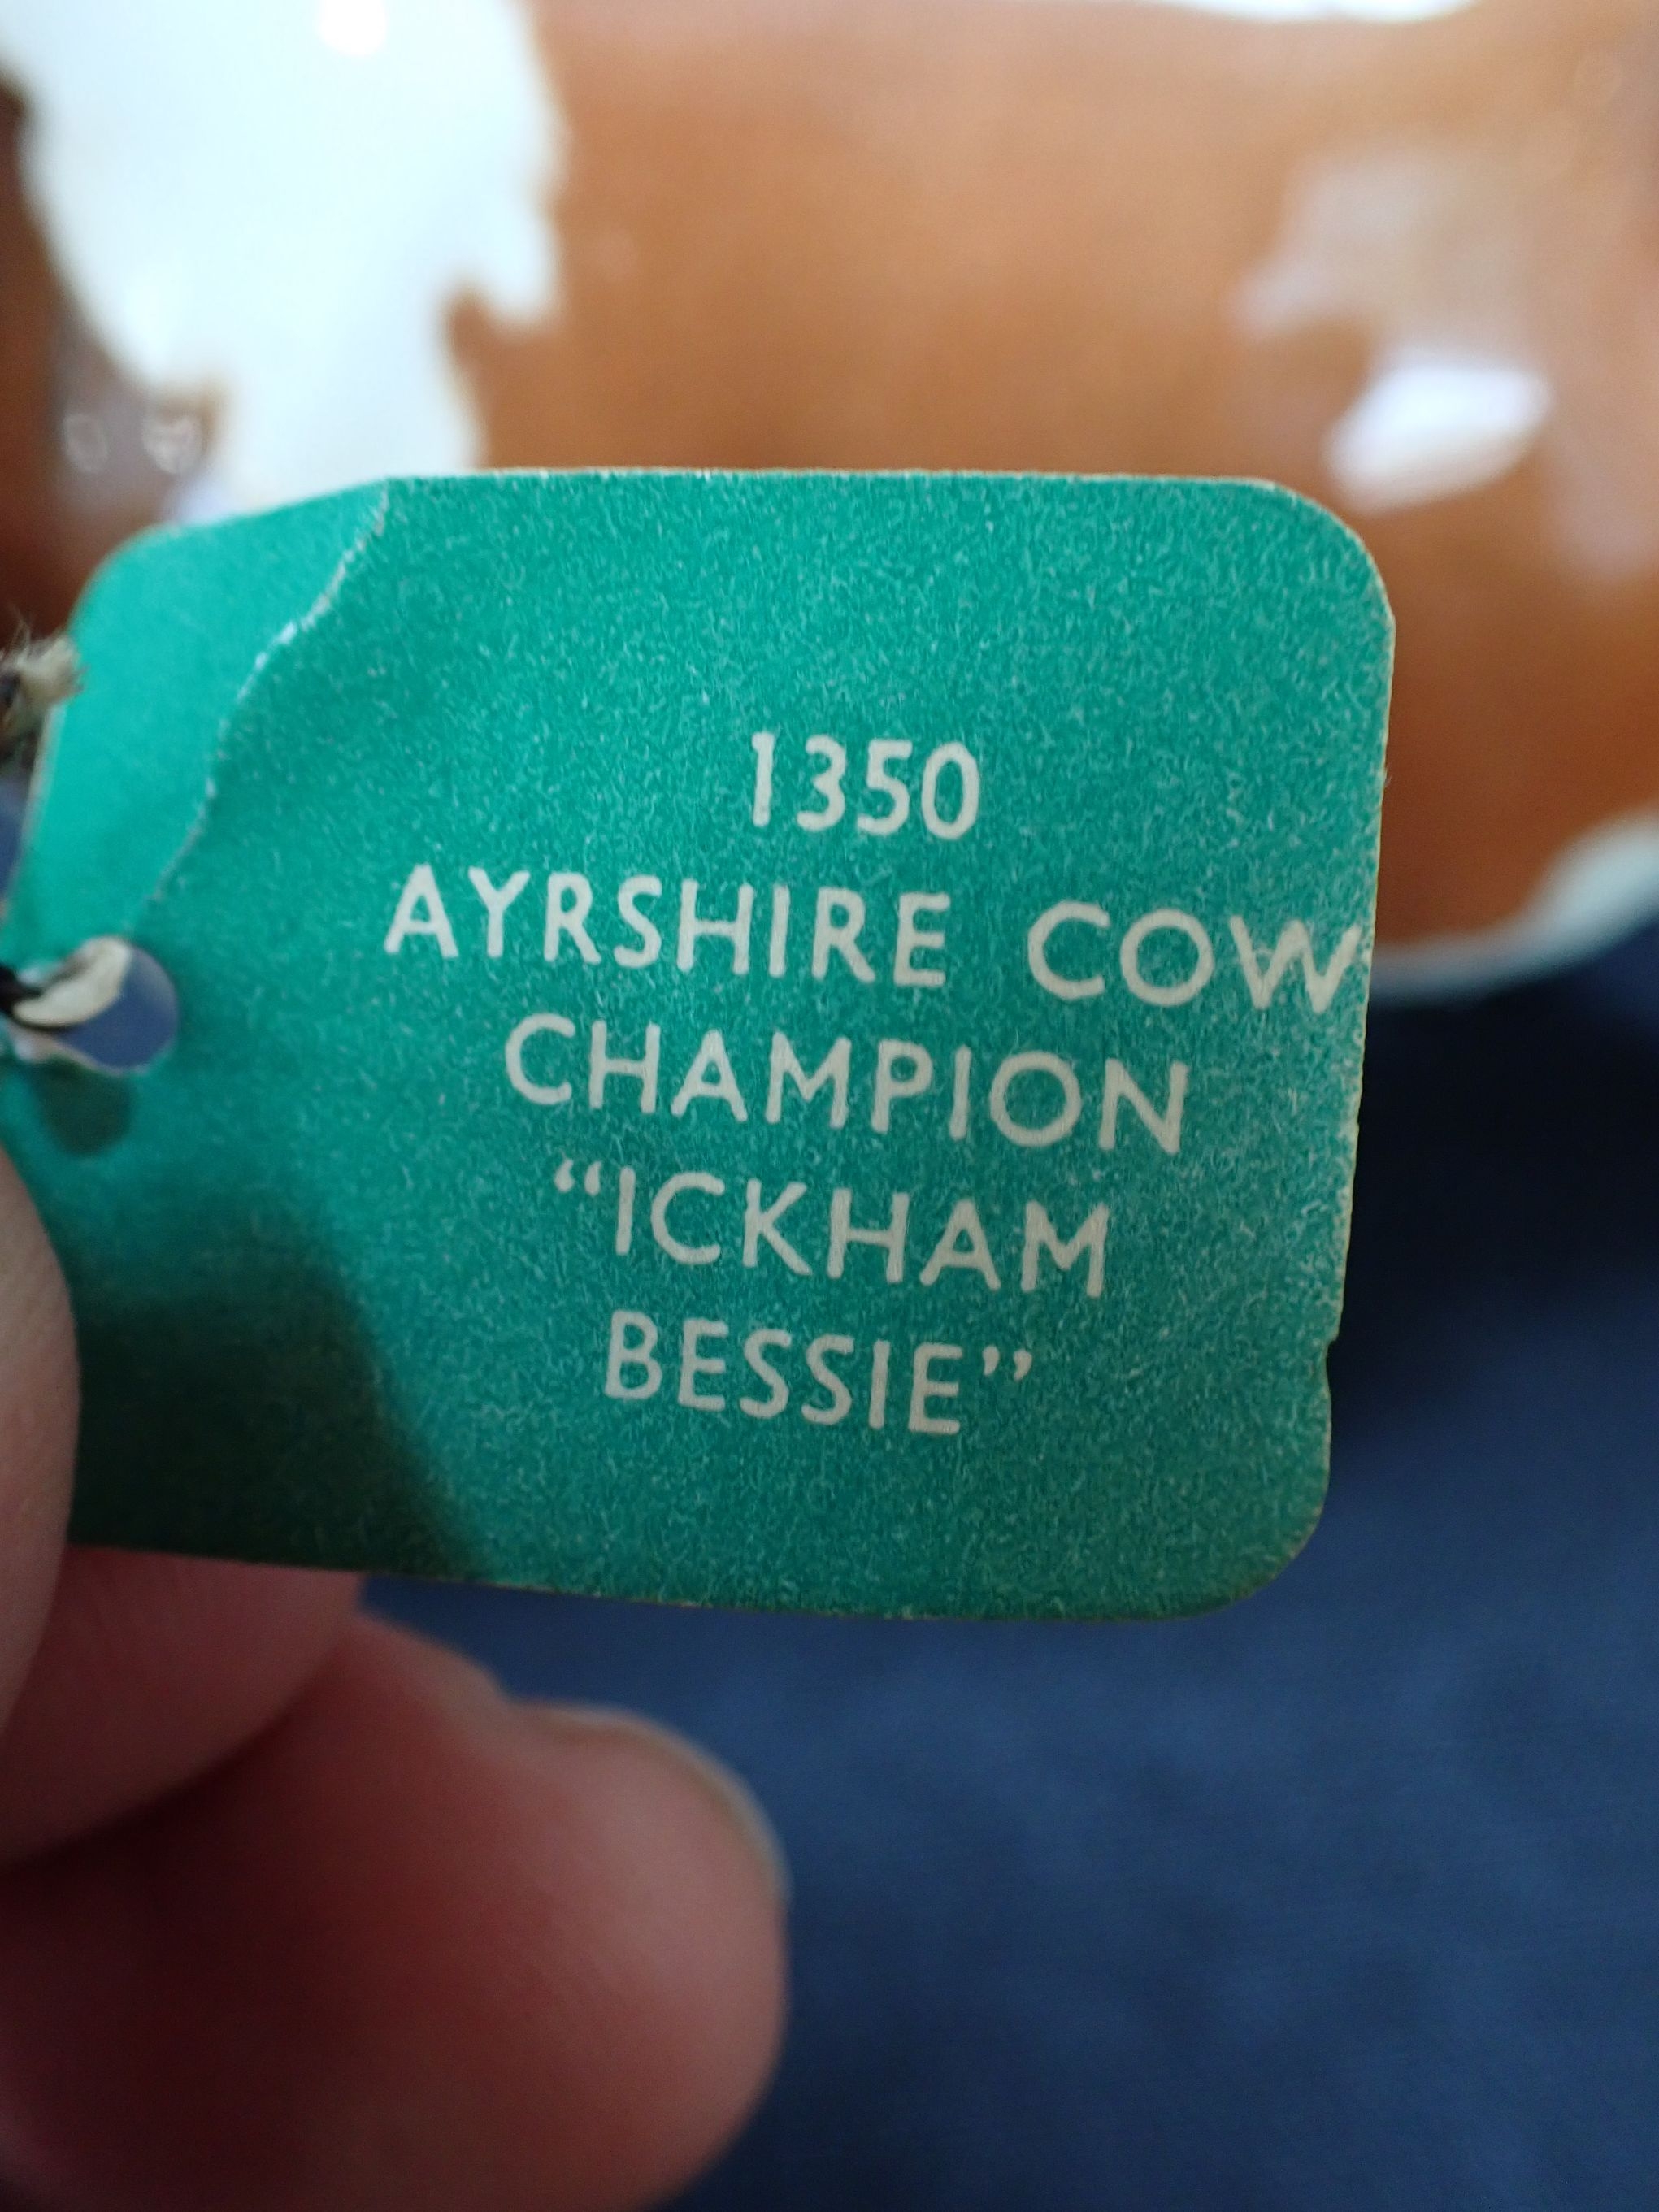 1350
AYRSHIRE COW
CHAMPION
“ICKHAM
BESSIE”